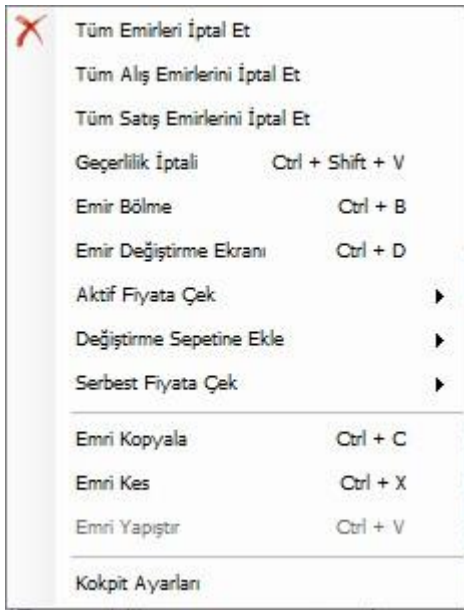 Tüm Emirleri İptal Et
Tüm Alış Emirlerini İptal Et
Tüm Satış Emirlerini İptal Et
Geçerlilik İptali Ctrl + Shift + V
Emir Bölme Ctrl + B
Emir Değiştirme Ekranı Ctrl + D
Aktif Fiyata Çek
Değiştirme Sepetine Ekle
Serbest Fiyata Çek
Emri Kopyala Ctrl + C
Emri Kes Ctrl + X
Emri Yapıştır Ctrl + V
Kokpit Ayarları